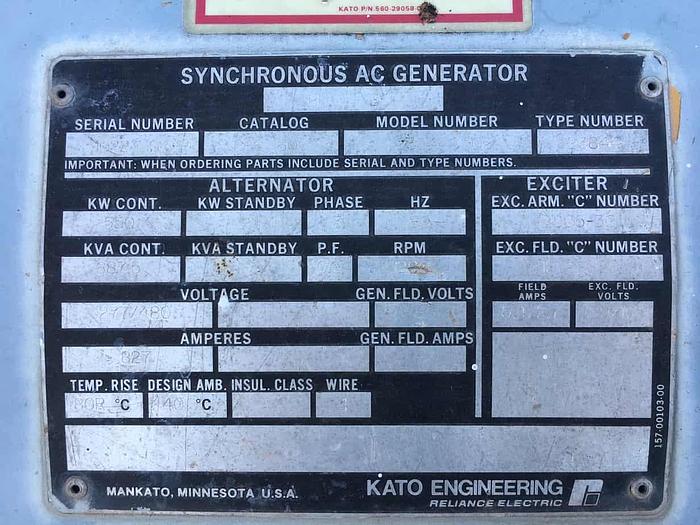 KATO P/N 560-29058-0
SYNCHRONOUS AC GENERATOR
SERIAL NUMBER CATALOG MODEL NUMBER TYPE NUMBER
IMPORTANT: WHEN ORDERING PARTS INCLUDE SERIAL AND TYPE NUMBERS.
ALTERNATOR
KW CONT. KW STANDBY PHASE HZ
KVA CONT. KVA STANDBY P.F. RPM
VOLTAGE GEN. FLD. VOLTS
277/480
AMPERES GEN. FLD. AMPS
827
TEMP. RISE DESIGN AMB. INSUL. CLASS WIRE
°C °C
EXCITER
EXC. ARM. "C" NUMBER
EXC. FLD. "C" NUMBER
FIELD AMPS EXC. FLD. VOLTS
157-00103-00
MANKATO, MINNESOTA U.S.A. KATO ENGINEERING
RELIANCE ELECTRIC